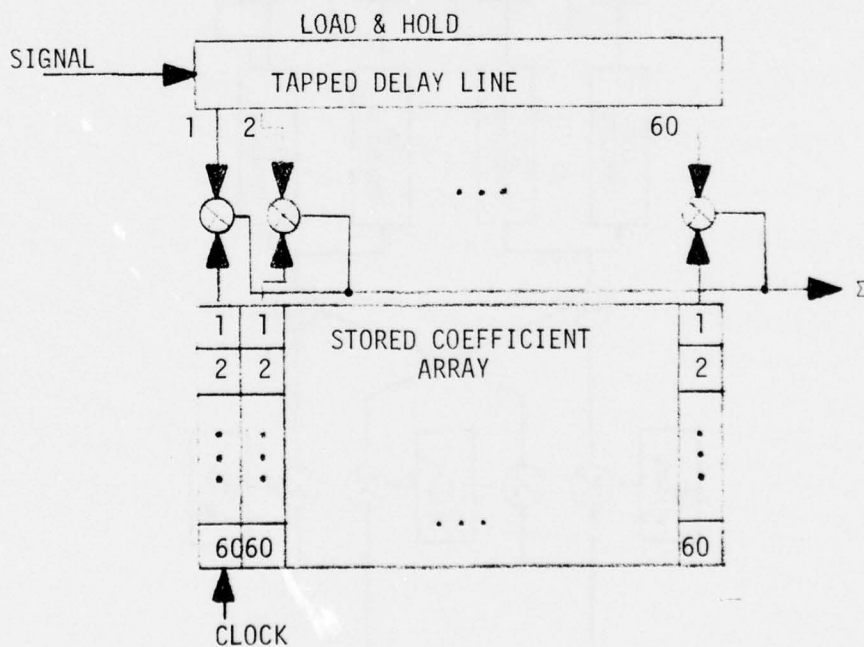 LOAD & HOLD
SIGNAL
TAPPED DELAY LINE
1 2 60
. . .
Σ
1 1 STORED COEFFICIENT 1
2 2 ARRAY 2
60 60 . . . 60
CLOCK